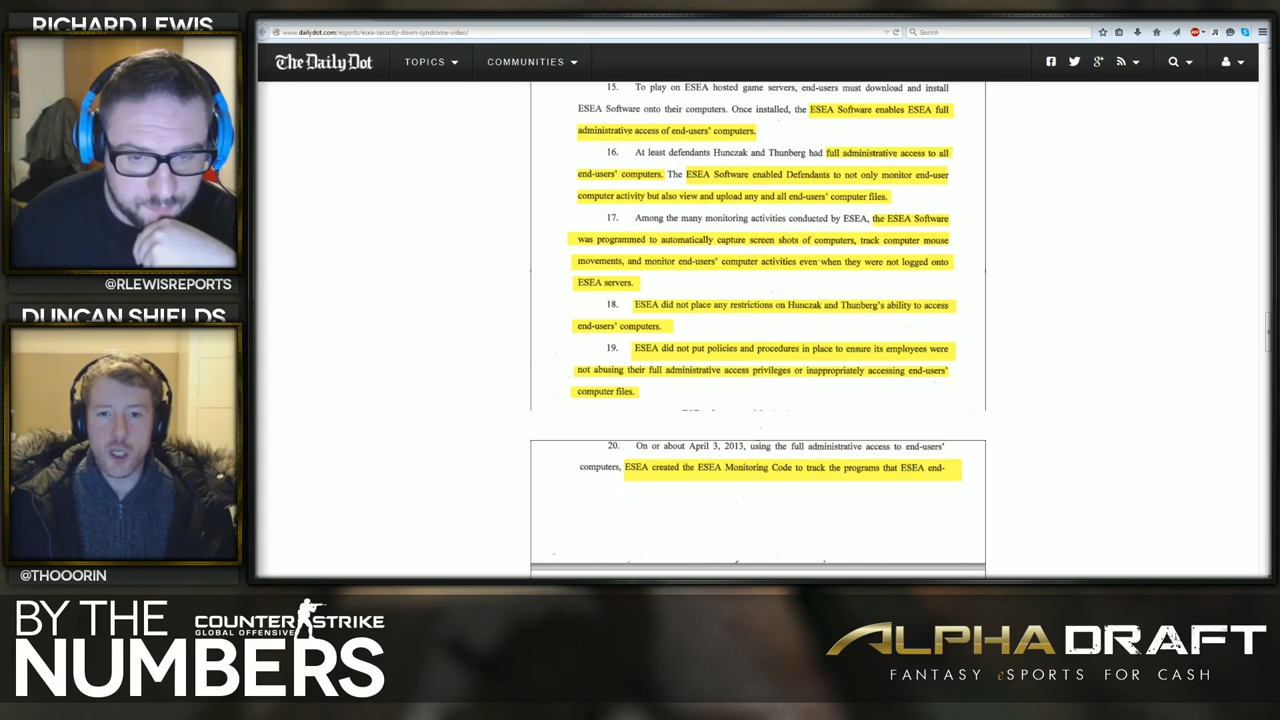 RICHARD LEWIS
@RLEWISREPORTS
DUNCAN SHIELDS
@THOOORIN
www.dailydot.com/esports/esea-security-down-syndrome-video/
Search
The Daily Dot
TOPICS
COMMUNITIES
15. To play on ESEA hosted game servers, end-users must download and install
ESEA Software onto their computers. Once installed, the ESEA Software enables ESEA full
administrative access of end-users' computers.
16. At least defendants Hunczak and Thunberg had full administrative access to all
end-users' computers. The ESEA Software enabled Defendants to not only monitor end-user
computer activity but also view and upload any and all end-users' computer files.
17. Among the many monitoring activities conducted by ESEA, the ESEA Software
was programmed to automatically capture screen shots of computers, track computer mouse
movements, and monitor end-users' computer activities even when they were not logged onto
ESEA servers.
18. ESEA did not place any restrictions on Hunczak and Thunberg's ability to access
end-users' computers.
19. ESEA did not put policies and procedures in place to ensure its employees were
not abusing their full administrative access privileges or inappropriately accessing end-users'
computer files.
20. On or about April 3, 2013, using the full administrative access to end-users'
computers, ESEA created the ESEA Monitoring Code to track the programs that ESEA end-
BY THE
NUMBERS
COUNTER STRIKE
GLOBAL OFFENSIVE
ALPHADRAFT
FANTASY eSPORTS FOR CASH